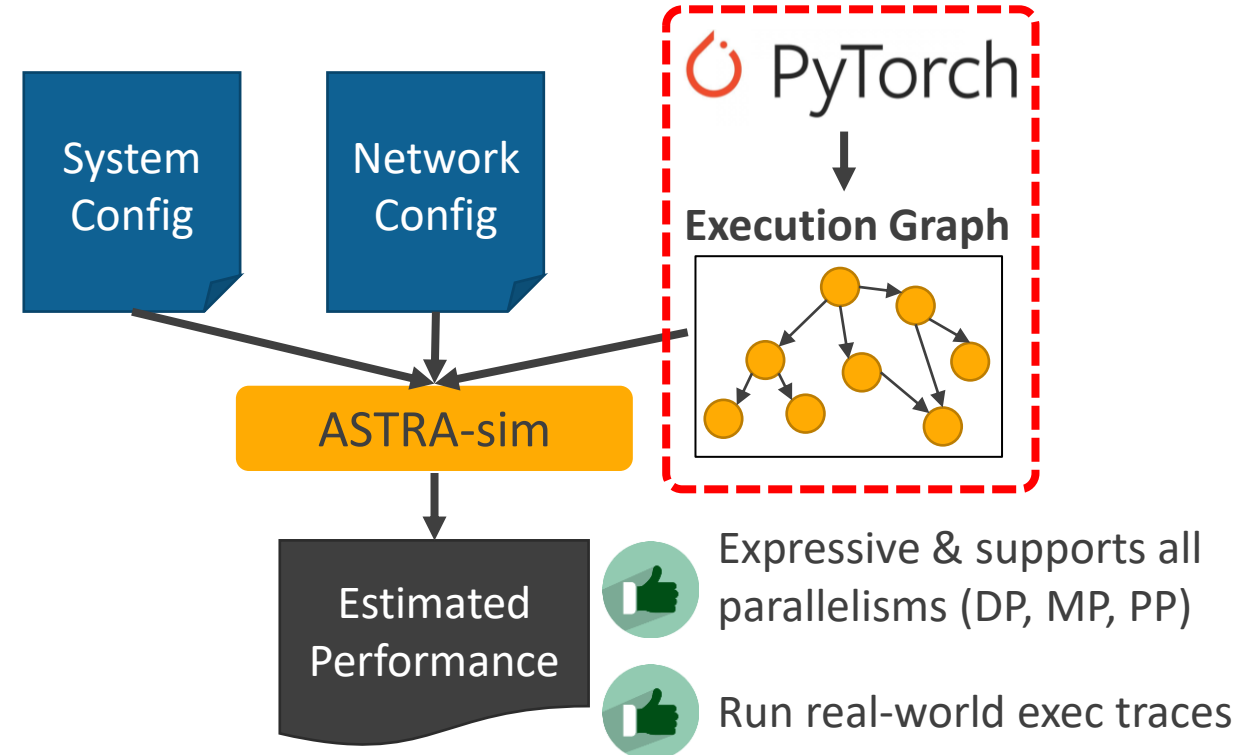 PyTorch
System
Config
Network
Config
Execution Graph
ASTRA-sim
Estimated
Performance
Expressive & supports all
parallelisms (DP, MP, PP)
Run real-world exec traces